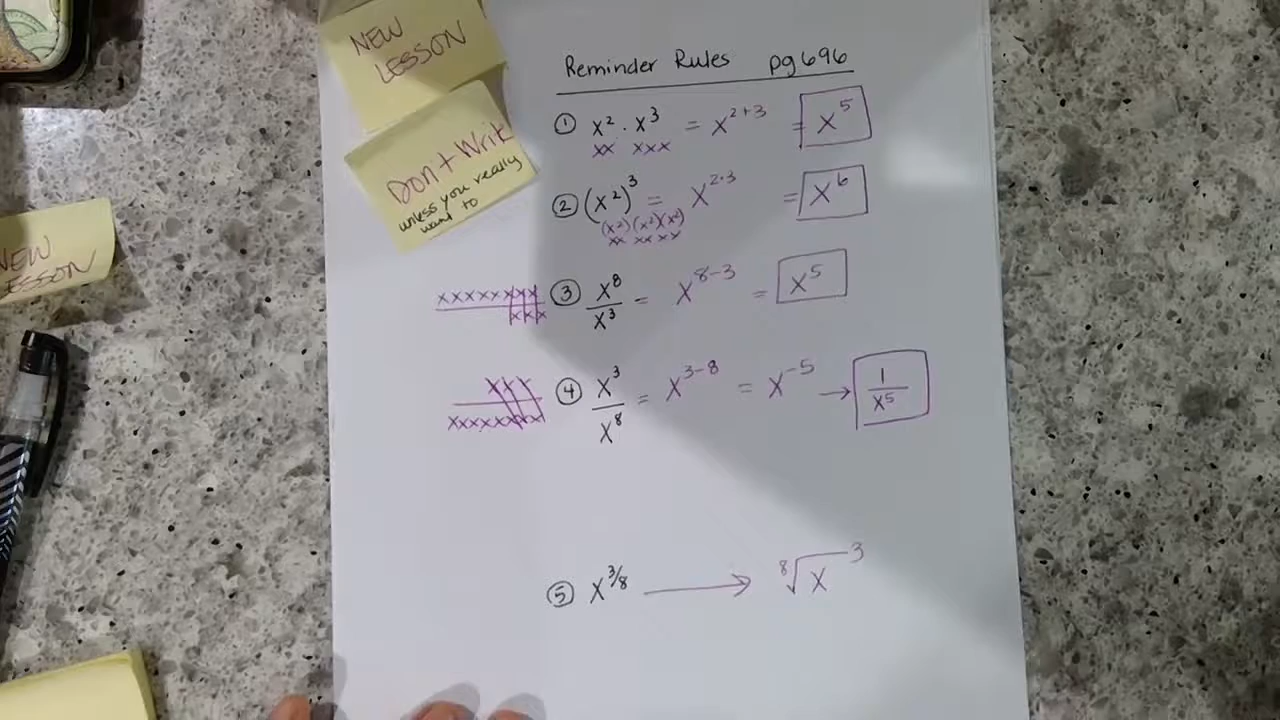 NEW
LESSON
Don't Write
unless you really
want to
NEW
LESSON
Reminder Rules pg 696
① x² · x³ = x²⁺³ = x⁵
xx xxx
② (x²)³ = x²·³ = x⁶
(x²)(x²)(x²)
xx xx xx
xxxxxxxx ③ x⁸/x³ = x⁸⁻³ = x⁵
xxx
xxx ④ x³/x⁸ = x³⁻⁸ = x⁻⁵ → 1/x⁵
xxxxxxxx
⑤ x^3/8 → ⁸√x ³